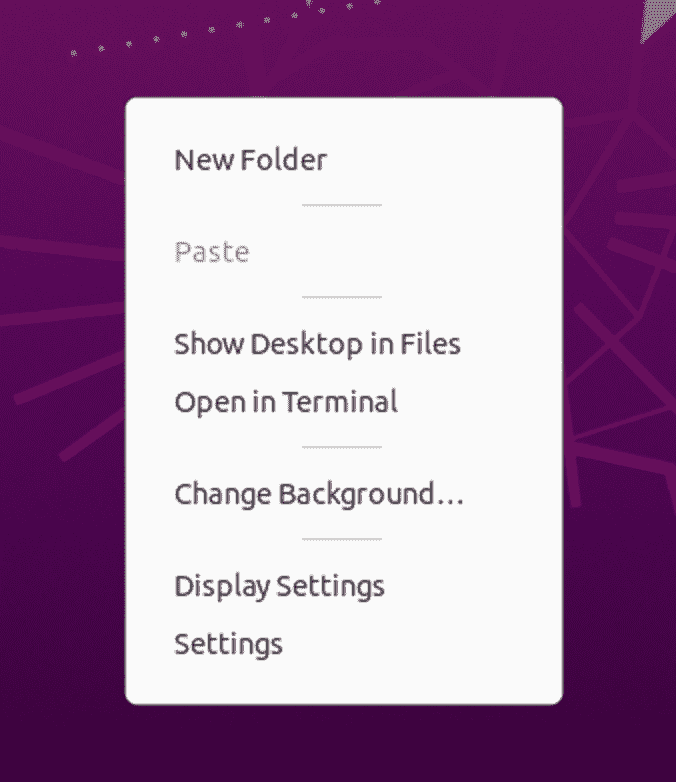 New Folder
Paste
Show Desktop in Files
Open in Terminal
Change Background…
Display Settings
Settings